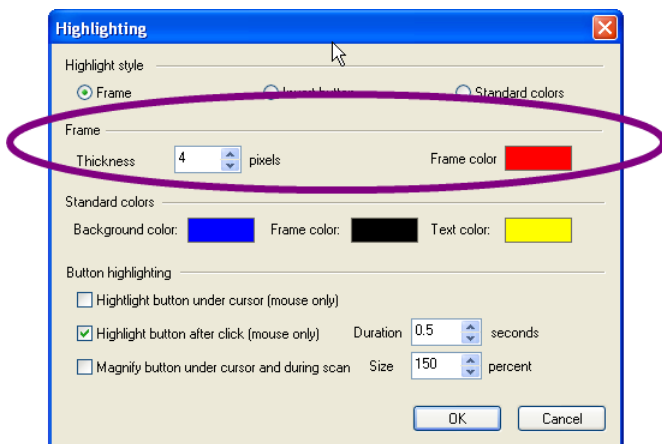 Highlighting
Highlight style
Frame Invert button Standard colors
Frame
Thickness 4 pixels Frame color
Standard colors
Background color: Frame color: Text color:
Button highlighting
Hightlight button under cursor (mouse only)
Highlight button after click (mouse only) Duration 0.5 seconds
Magnify button under cursor and during scan Size 150 percent
OK Cancel